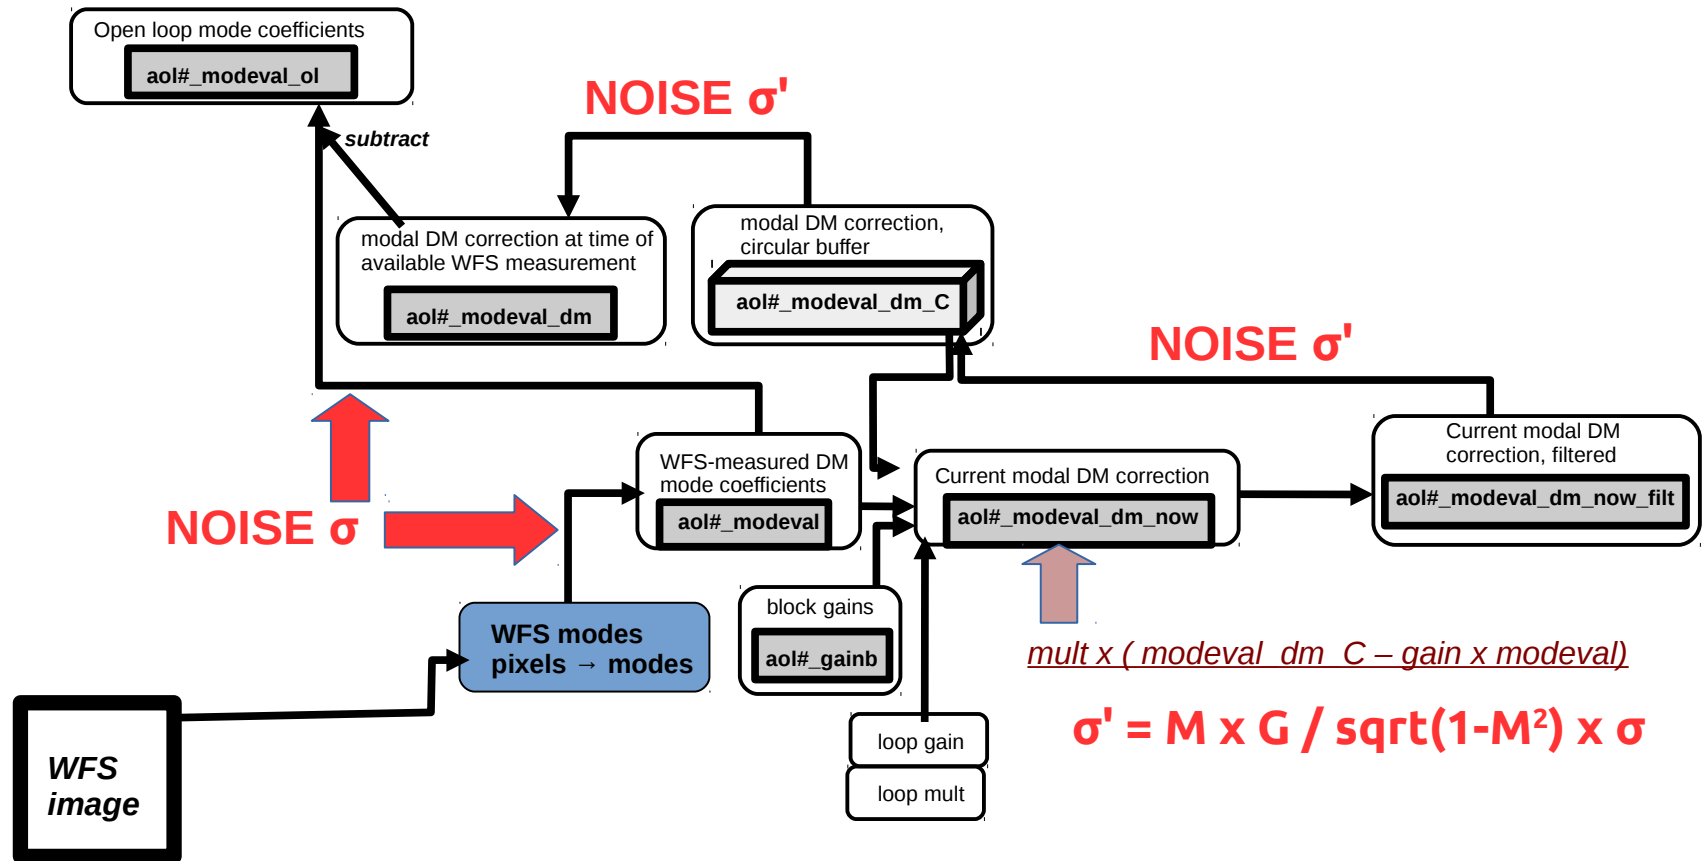 Open loop mode coefficients
aol#_modeval_ol
NOISE σ'
subtract
modal DM correction at time of
available WFS measurement
aol#_modeval_dm
modal DM correction,
circular buffer
aol#_modeval_dm_C
NOISE σ'
NOISE σ
WFS-measured DM
mode coefficients
aol#_modeval
Current modal DM correction
aol#_modeval_dm_now
Current modal DM
correction, filtered
aol#_modeval_dm_now_filt
WFS modes
pixels → modes
block gains
aol#_gainb
mult x ( modeval_dm_C – gain x modeval)
σ' = M x G / sqrt(1-M²) x σ
loop gain
loop mult
WFS
image